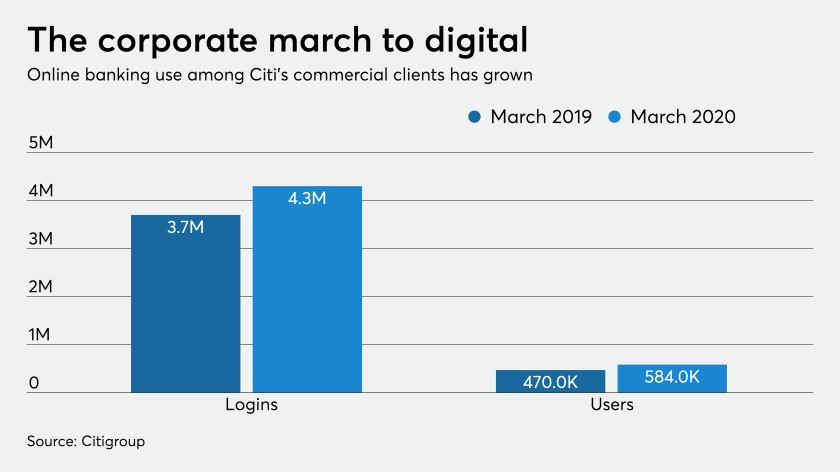 The corporate march to digital
Online banking use among Citi's commercial clients has grown
March 2019 March 2020
5M
4M
3M
2M
1M
0
3.7M
4.3M
470.0K
584.0K
Logins
Users
Source: Citigroup